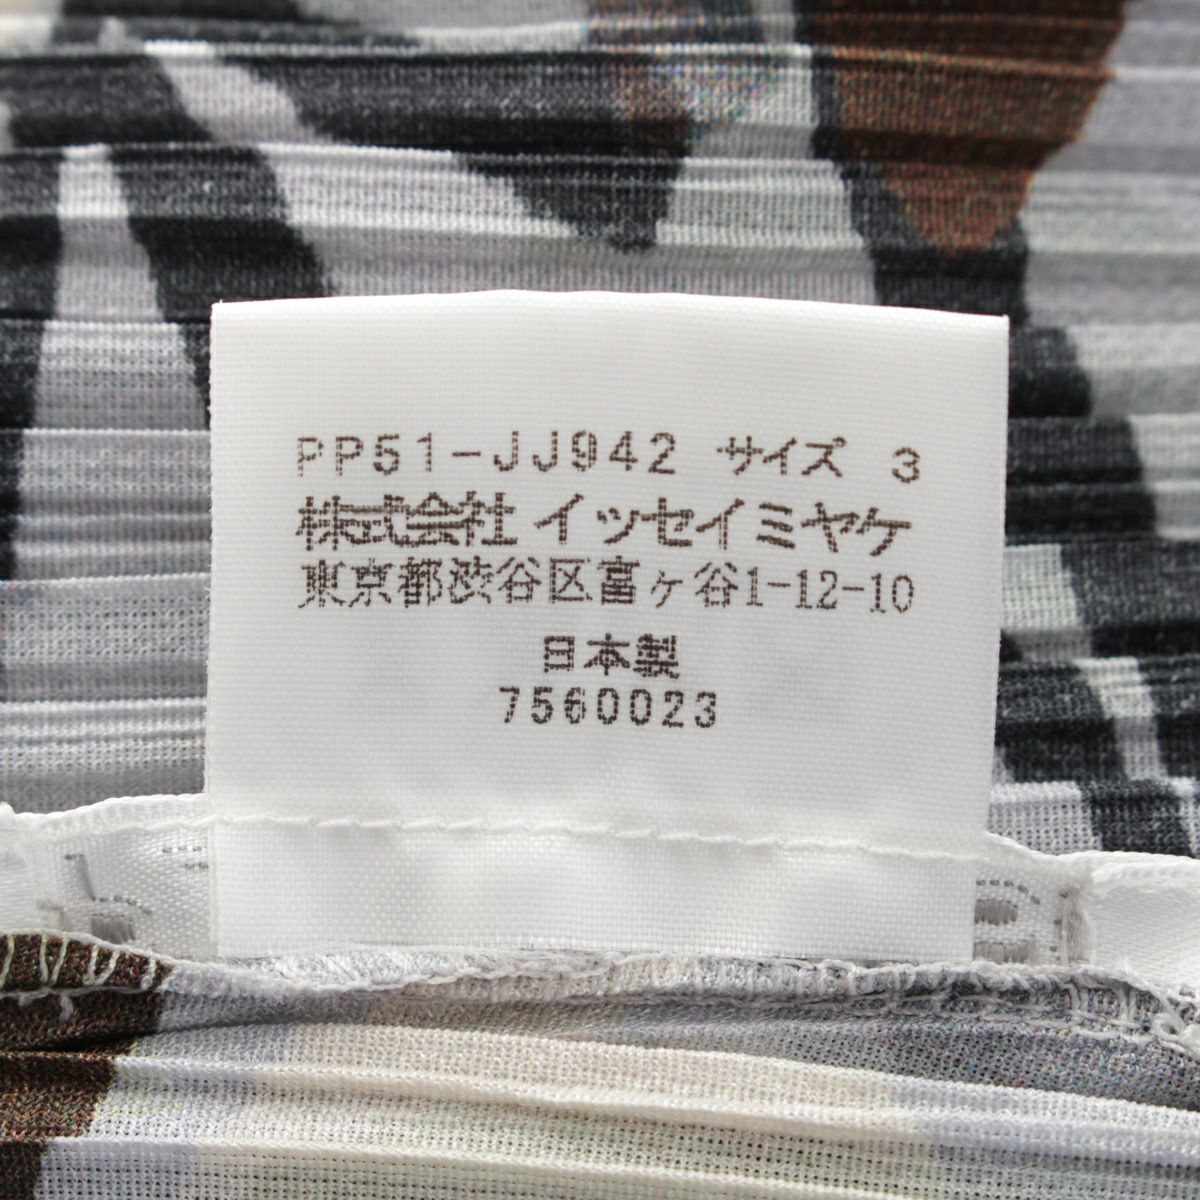 PP51-JJ942 サイズ 3
株式会社 イッセイミヤケ
東京都渋谷区富ヶ谷1-12-10
日本製
7560023